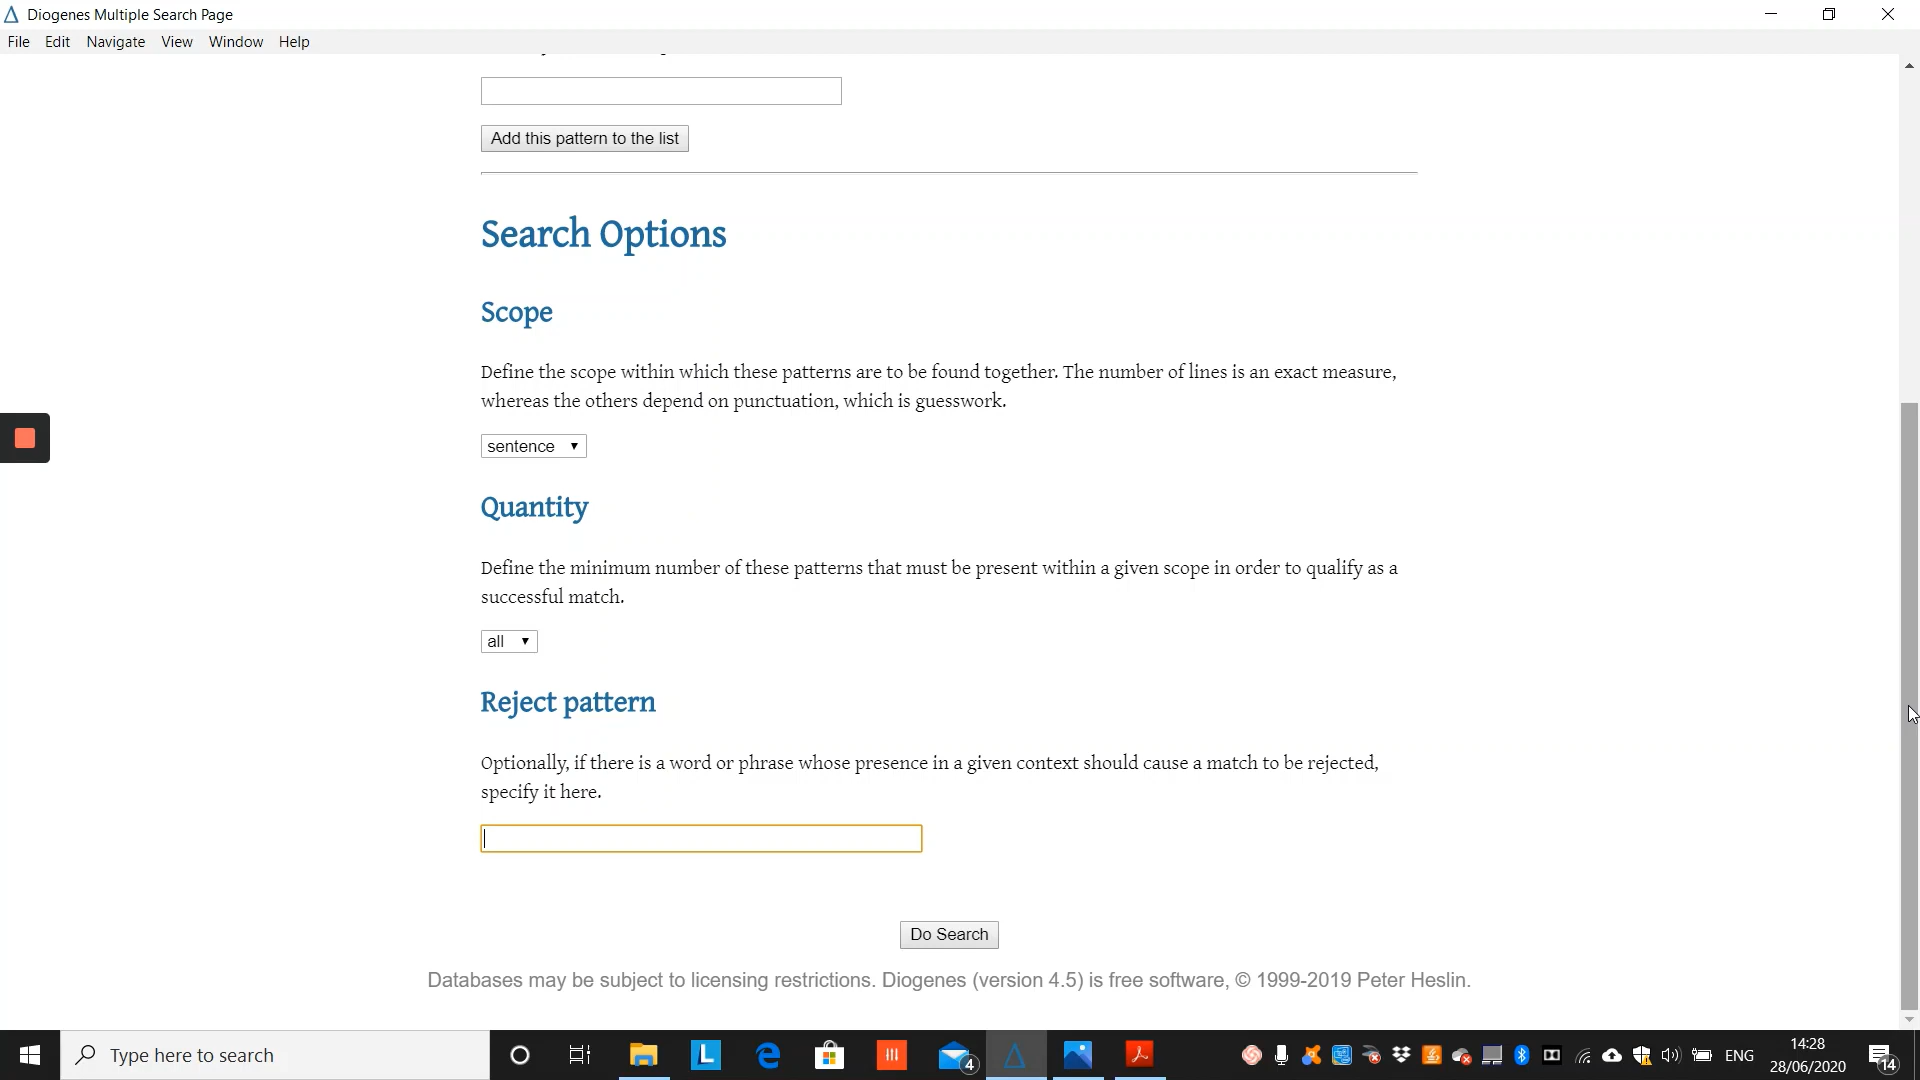 Diogenes Multiple Search Page
File Edit Navigate View Window Help
Add this pattern to the list
Search Options
Scope
Define the scope within which these patterns are to be found together. The number of lines is an exact measure,
whereas the others depend on punctuation, which is guesswork.
sentence
Quantity
Define the minimum number of these patterns that must be present within a given scope in order to qualify as a
successful match.
all
Reject pattern
Optionally, if there is a word or phrase whose presence in a given context should cause a match to be rejected,
specify it here.
Do Search
Databases may be subject to licensing restrictions. Diogenes (version 4.5) is free software, © 1999-2019 Peter Heslin.
Type here to search
L
4
ENG
14:28
28/06/2020
14